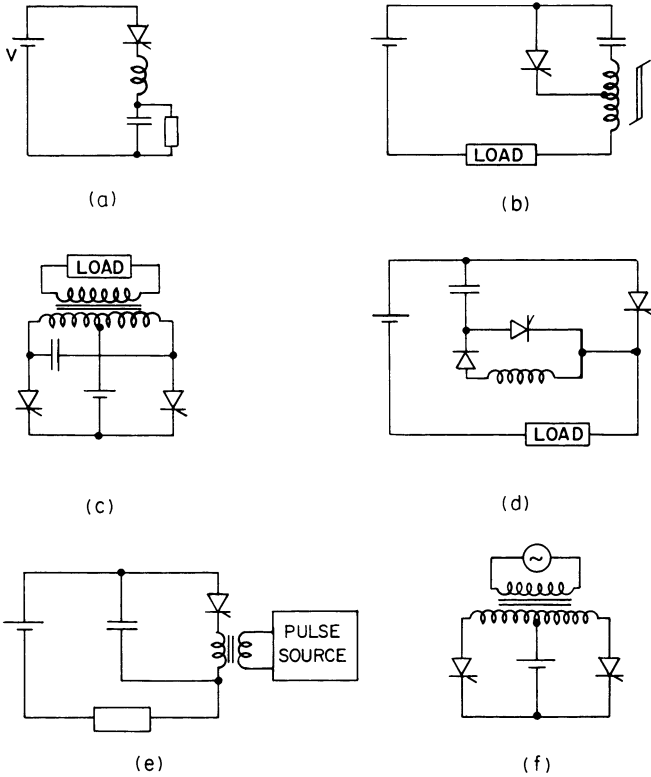 V
LOAD
(a)
(b)
LOAD
LOAD
(c)
(d)
PULSE
SOURCE
(e)
~
(f)